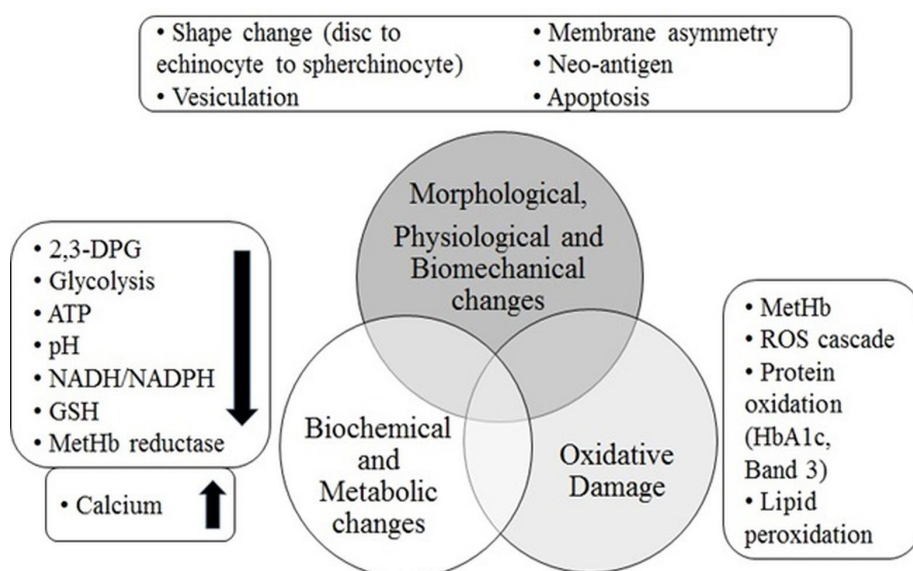 • Shape change (disc to
echinocyte to spherchinocyte)
• Vesiculation
• Membrane asymmetry
• Neo-antigen
• Apoptosis
Morphological,
Physiological and
Biomechanical
changes
• 2,3-DPG
• Glycolysis
• ATP
• pH
• NADH/NADPH
• GSH
• MetHb reductase
• Calcium
Biochemical
and
Metabolic
changes
Oxidative
Damage
• MetHb
• ROS cascade
• Protein
oxidation
(HbA1c,
Band 3)
• Lipid
peroxidation